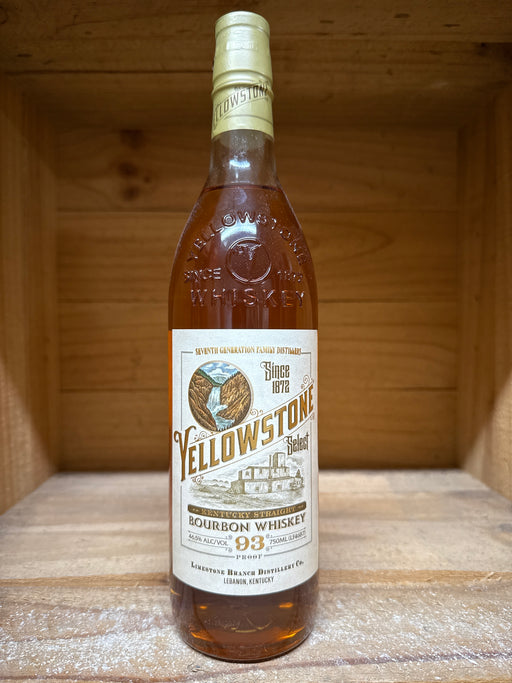 YELLOWSTONE
YELLOWSTONE
SINCE 1872
WHISKEY
SEVENTH GENERATION FAMILY DISTILLERS
Since
1872
YELLOWSTONE
Select
KENTUCKY STRAIGHT
BOURBON WHISKEY
46.5% ALC/VOL 93 750ML
PROOF
LIMESTONE BRANCH DISTILLERY CO.
LEBANON, KENTUCKY